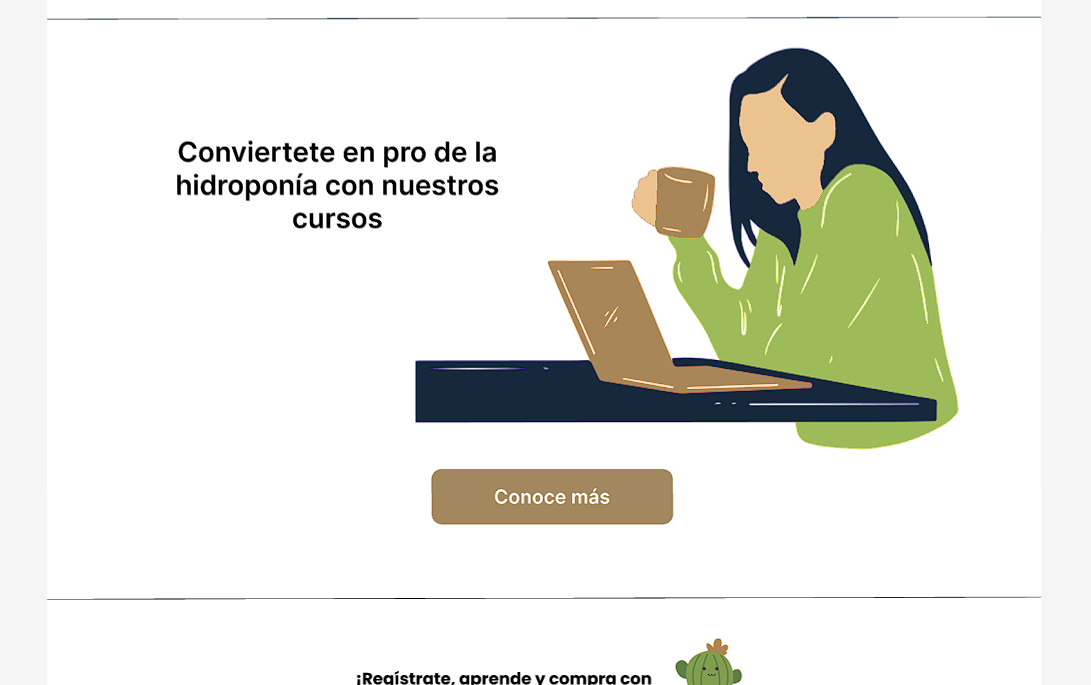 Conviertete en pro de la
hidroponía con nuestros
cursos
Conoce más
¡Regístrate, aprende y compra con